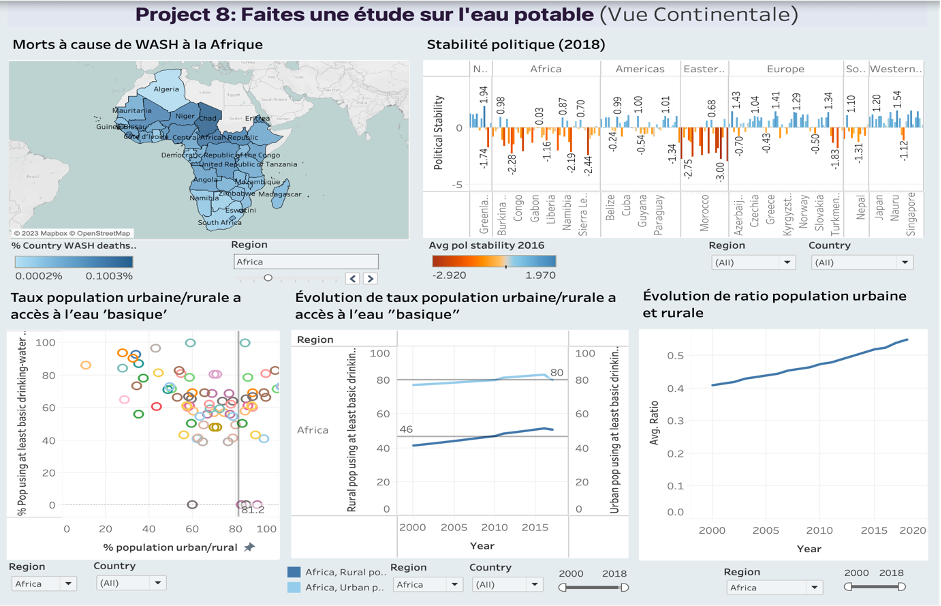 Project 8: Faites une étude sur l'eau potable (Vue Continentale)
Morts à cause de WASH à la Afrique
Algeria
Mauritania
Niger
Chad
Eritrea
Guinea-Bissau
Côte d'Ivoire
Central African Republic
Democratic Republic of the Congo
United Republic of Tanzania
Angola
Mozambique
Zimbabwe
Madagascar
Namibia
Eswatini
South Africa
© 2023 Mapbox © OpenStreetMap
% Country WASH deaths..
0.0002%
0.1003%
Region
Africa
Stabilité politique (2018)
N..
Africa
Americas
Easter..
Europe
So..
Western..
Political Stability
0
-5
1.94
0.98
0.03
0.87
0.70
0.99
1.00
1.01
0.68
1.43
1.04
1.41
1.29
1.34
1.10
1.20
1.54
-1.74
-2.28
-1.16
-2.19
-2.44
-0.24
-0.54
-1.34
-2.75
-3.00
-0.70
-0.43
-0.50
-1.83
-1.31
-1.12
Greenla..
Burkina..
Congo
Gabon
Liberia
Namibia
Sierra Le..
Belize
Cuba
Guyana
Paraguay
Morocco
Azerbaij..
Czechia
Greece
Kyrgyzst..
Norway
Slovakia
Turkmen..
Nepal
Japan
Nauru
Singapore
Avg pol stability 2016
-2.920
1.970
Region
(All)
Country
(All)
Taux population urbaine/rurale a
accès à l'eau 'basique'
% Pop using at least basic drinking-water ..
100
80
60
40
20
0
81.2
0
20
40
60
80
100
% population urban/rural
Region
Africa
Country
(All)
Évolution de taux population urbaine/rurale a
accès à l'eau "basique"
Region
Africa
Rural pop using at least basic drinkin..
100
80
60
40
20
0
46
80
100
80
60
40
20
0
Urban pop using at least basic drinkin..
2000
2005
2010
2015
Year
Africa, Rural po..
Africa, Urban p..
Region
Africa
Country
(All)
2000
2018
Évolution de ratio population urbaine
et rurale
Avg. Ratio
0.5
0.4
0.3
0.2
0.1
0.0
2000
2005
2010
2015
2020
Year
Region
Africa
2000
2018